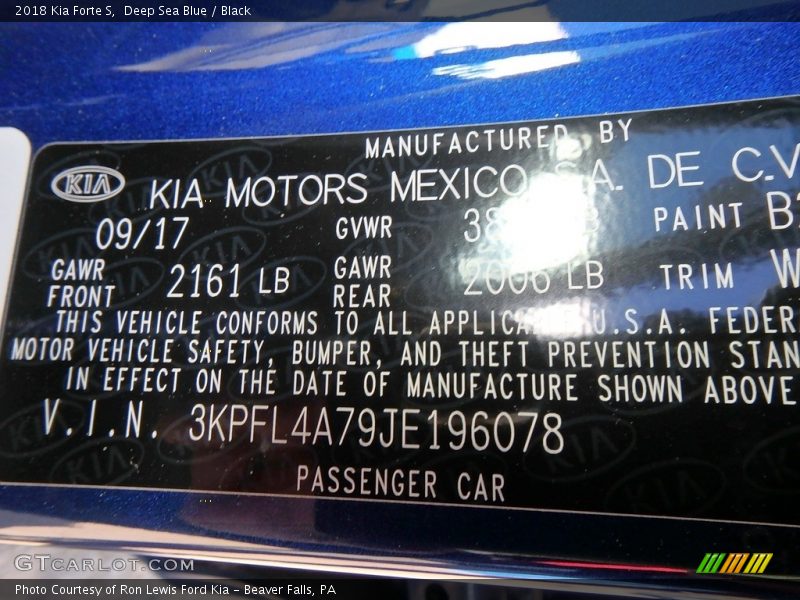 2018 Kia Forte S,  Deep Sea Blue / Black
MANUFACTURED BY
KIA
KIA MOTORS MEXICO S.A. DE C.V
09/17 GVWR PAINT
GAWR FRONT 2161 LB GAWR REAR 2006 LB TRIM
THIS VEHICLE CONFORMS TO ALL U.S.A.
MOTOR VEHICLE SAFETY, BUMPER, AND THEFT PREVENTION
IN EFFECT ON THE DATE OF MANUFACTURE SHOWN ABOVE
V.I.N. 3KPFL4A79JE196078
PASSENGER CAR
GTCARLOT.COM
Photo Courtesy of Ron Lewis Ford Kia - Beaver Falls, PA